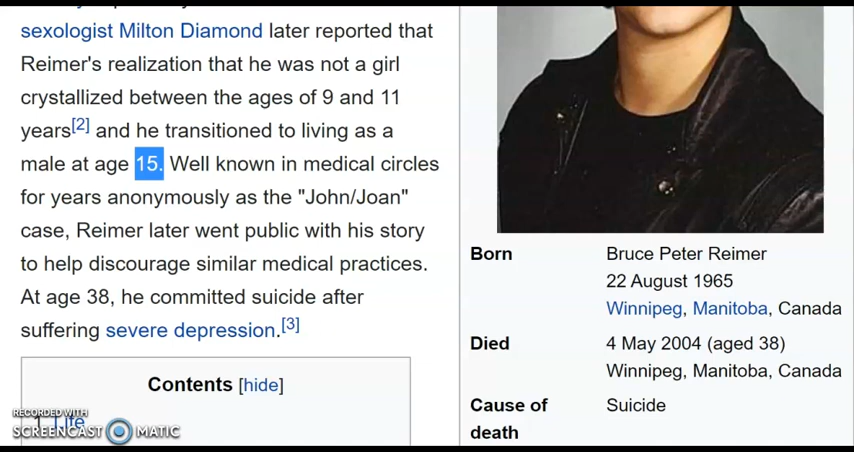 sexologist Milton Diamond later reported that
Reimer's realization that he was not a girl
crystallized between the ages of 9 and 11
years[2] and he transitioned to living as a
male at age 15. Well known in medical circles
for years anonymously as the "John/Joan"
case, Reimer later went public with his story
to help discourage similar medical practices.
At age 38, he committed suicide after
suffering severe depression.[3]
Contents [hide]
1 Life
Born Bruce Peter Reimer
22 August 1965
Winnipeg, Manitoba, Canada
Died 4 May 2004 (aged 38)
Winnipeg, Manitoba, Canada
Cause of Suicide
death
RECORDED WITH
SCREENCAST MATIC